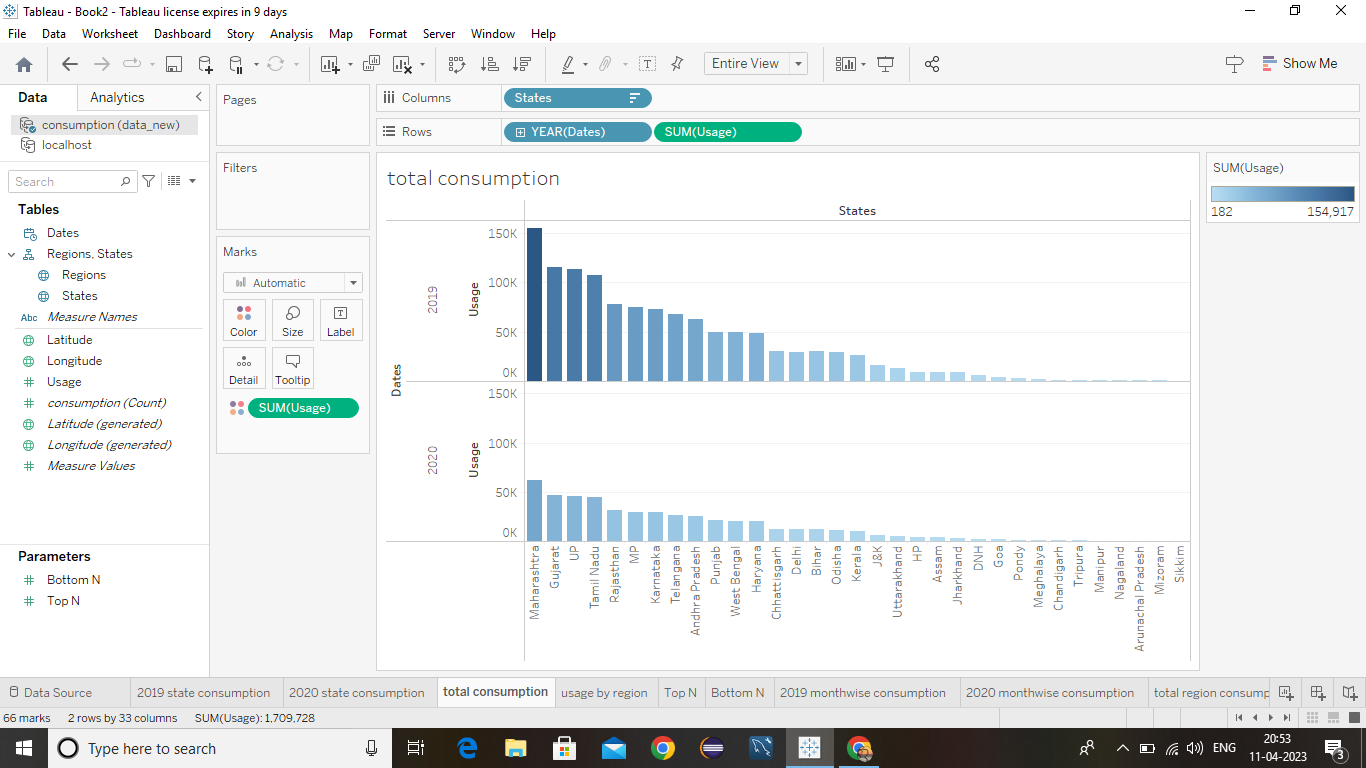 Tableau - Book2 - Tableau license expires in 9 days
File Data Worksheet Dashboard Story Analysis Map Format Server Window Help
Entire View
Show Me
Data Analytics
consumption (data_new)
localhost
Search
Tables
Dates
Regions, States
Regions
States
Abc Measure Names
Latitude
Longitude
Usage
consumption (Count)
Latitude (generated)
Longitude (generated)
Measure Values
Parameters
Bottom N
Top N
Pages
Filters
Marks
Automatic
Color Size Label
Detail Tooltip
SUM(Usage)
Columns States
Rows YEAR(Dates) SUM(Usage)
total consumption
States
Dates
2019
Usage
150K
100K
50K
0K
2020
Usage
150K
100K
50K
0K
Maharashtra
Gujarat
UP
Tamil Nadu
Rajasthan
MP
Karnataka
Telangana
Andhra Pradesh
Punjab
West Bengal
Haryana
Chhattisgarh
Delhi
Bihar
Odisha
Kerala
J&K
Uttarakhand
HP
Assam
Jharkhand
DNH
Goa
Pondy
Meghalaya
Chandigarh
Tripura
Manipur
Nagaland
Arunachal Pradesh
Mizoram
Sikkim
SUM(Usage)
182 154,917
Data Source 2019 state consumption 2020 state consumption total consumption usage by region Top N Bottom N 2019 monthwise consumption 2020 monthwise consumption total region consump
66 marks 2 rows by 33 columns SUM(Usage): 1,709,728
Type here to search
ENG
20:53
11-04-2023
3